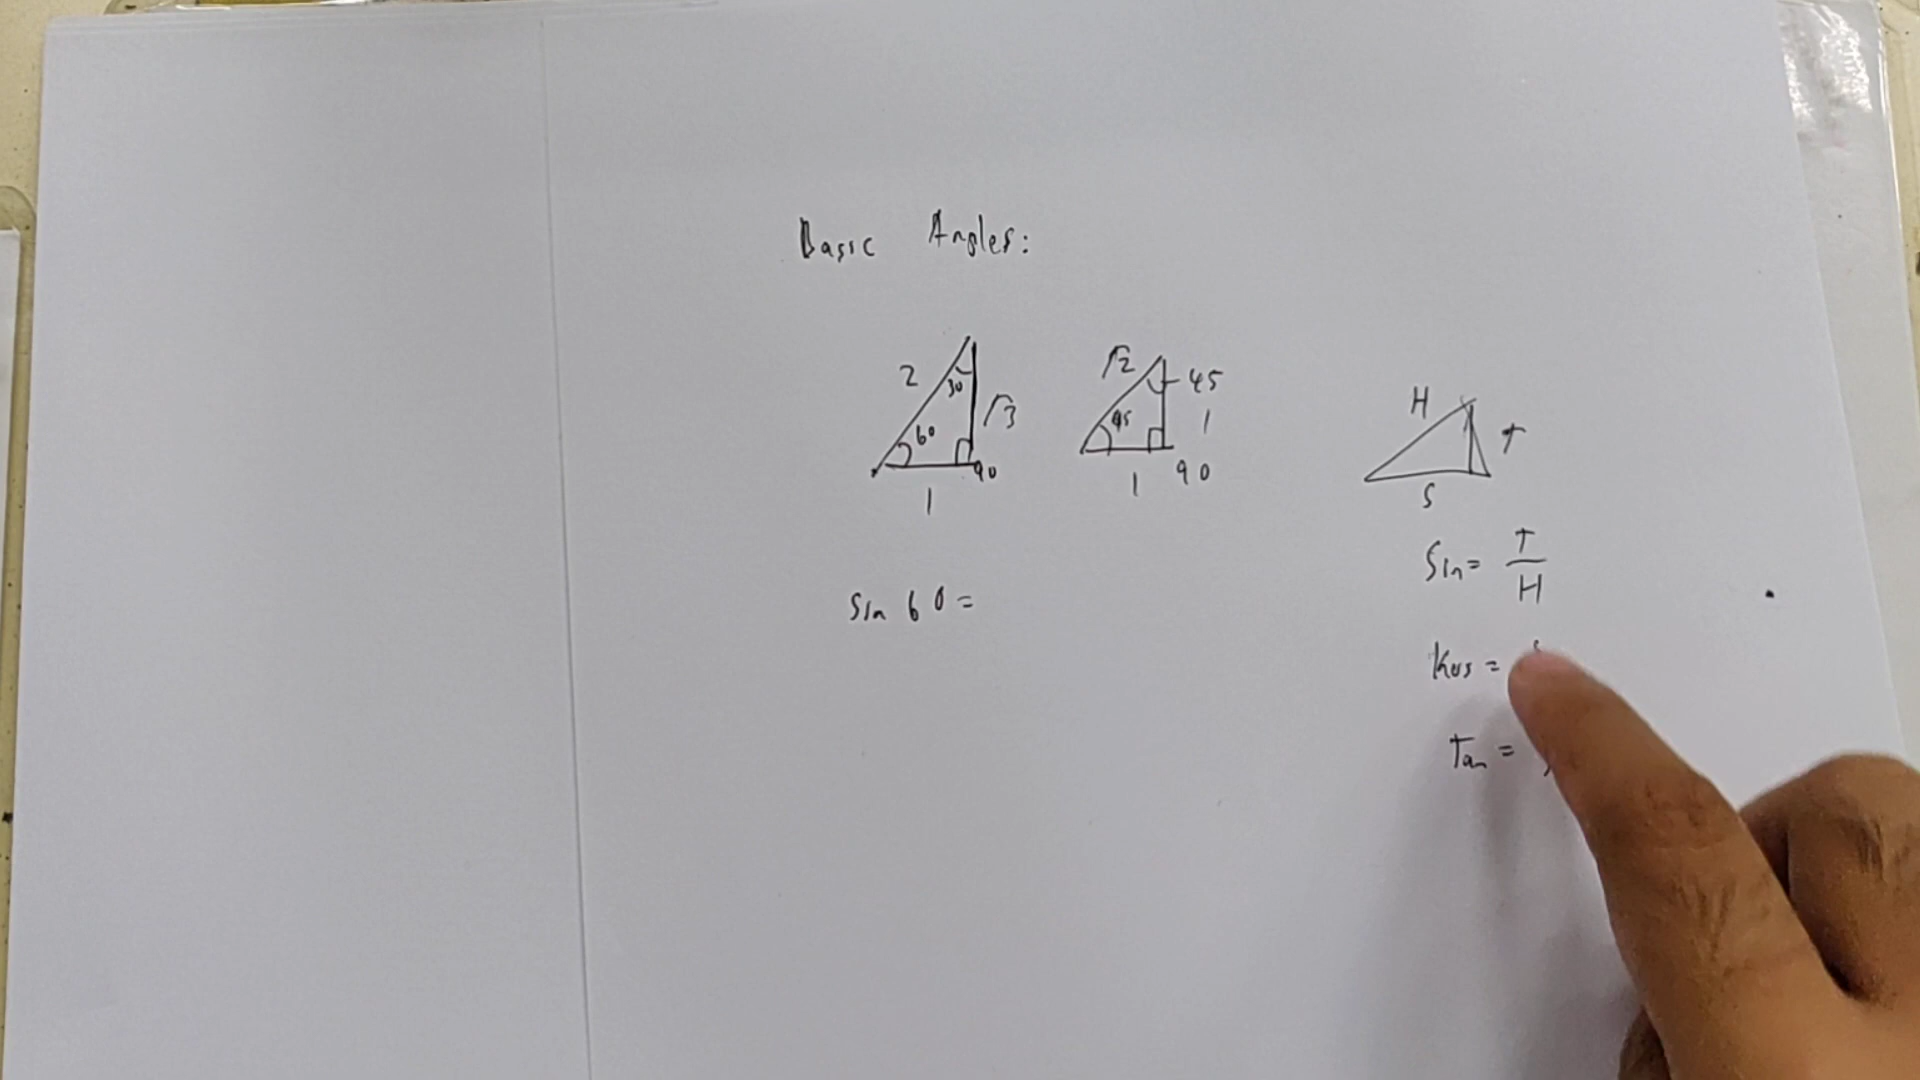 Basic Angles:
2
30
√3
60
90
1
√2
45
45
1
1
90
H
T
S
Sin = T/H
sin 60 =
Kos =
Tan =